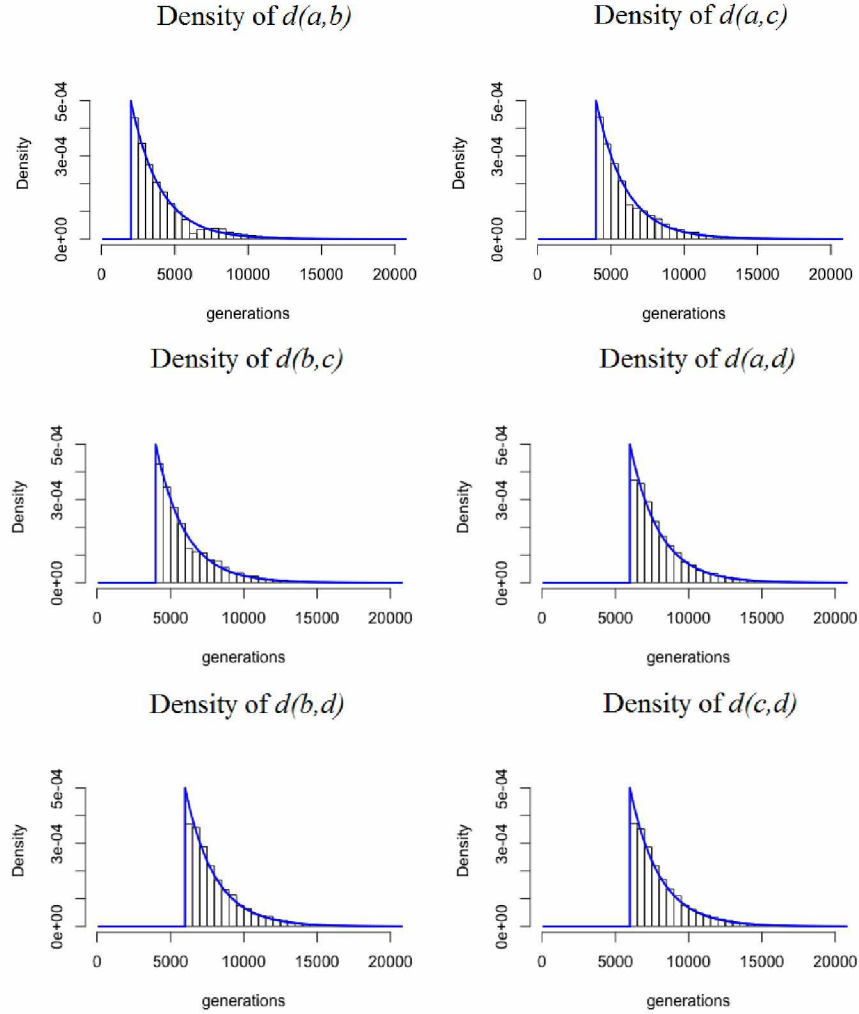 Density of d(a,b)
Density
0e+00 3e-04 5e-04
0 5000 10000 15000 20000
generations
Density of d(a,c)
Density
0e+00 3e-04 5e-04
0 5000 10000 15000 20000
generations
Density of d(b,c)
Density
0e+00 3e-04 5e-04
0 5000 10000 15000 20000
generations
Density of d(a,d)
Density
0e+00 3e-04 5e-04
0 5000 10000 15000 20000
generations
Density of d(b,d)
Density
0e+00 3e-04 5e-04
0 5000 10000 15000 20000
generations
Density of d(c,d)
Density
0e+00 3e-04 5e-04
0 5000 10000 15000 20000
generations